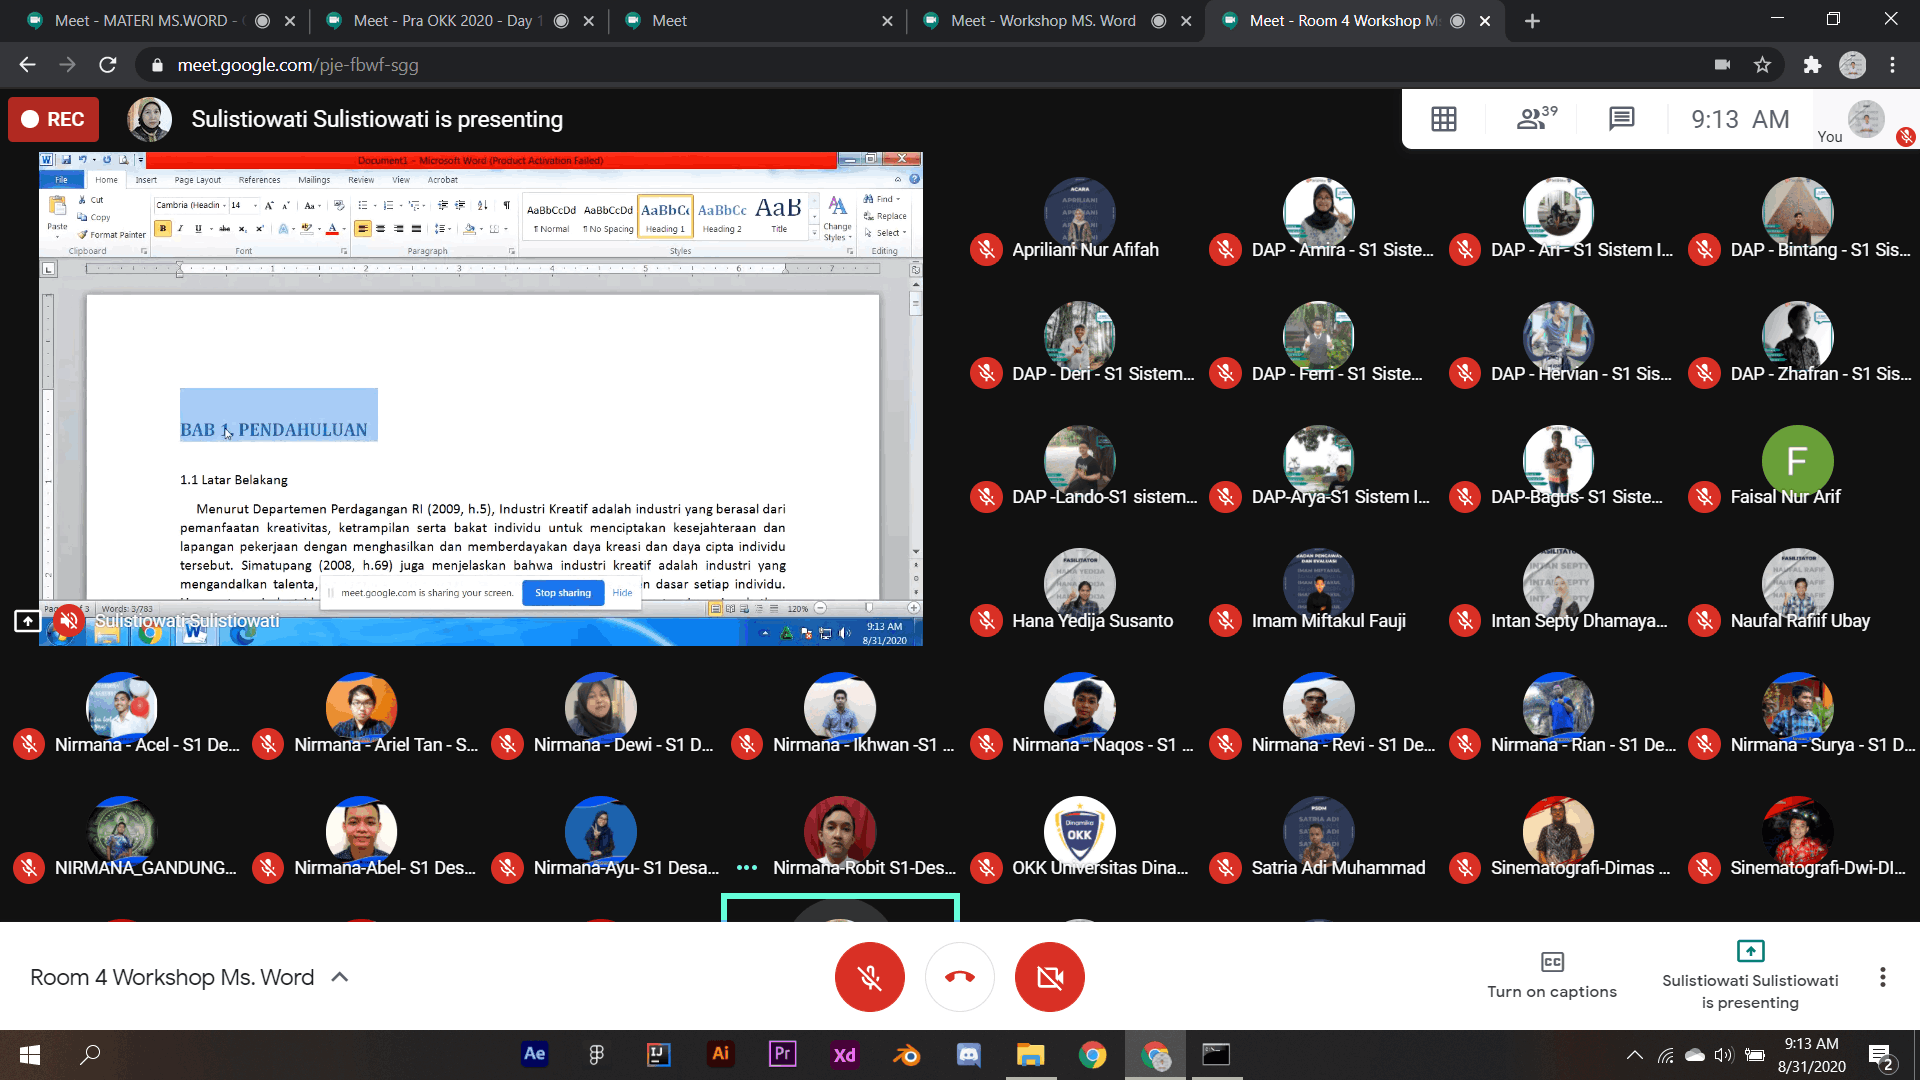 Meet - MATERI MS.WORD -
Meet - Pra OKK 2020 - Day 1
Meet
Meet - Workshop MS. Word
Meet - Room 4 Workshop M
meet.google.com/pje-fbwf-sgg
REC
Sulistiowati Sulistiowati is presenting
39
9:13 AM
You
Document1 - Microsoft Word (Product Activation Failed)
File Home Insert Page Layout References Mailings Review View Acrobat
Cut
Copy
Format Painter
Paste
Clipboard
Cambria (Headin 14
Font
Paragraph
AaBbCcDd AaBbCcDd AaBbCc AaBbCc AaB
¶ Normal ¶ No Spacing Heading 1 Heading 2 Title
Change
Styles
Styles
Find
Replace
Select
Editing
BAB 1. PENDAHULUAN
1.1 Latar Belakang
Menurut Departemen Perdagangan RI (2009, h.5), Industri Kreatif adalah industri yang berasal dari
pemanfaatan kreativitas, ketrampilan serta bakat individu untuk menciptakan kesejahteraan dan
lapangan pekerjaan dengan menghasilkan dan memberdayakan daya kreasi dan daya cipta individu
tersebut. Simatupang (2008, h.69) juga menjelaskan bahwa industri kreatif adalah industri yang
mengandalkan talenta,
n dasar setiap individu.
meet.google.com is sharing your screen. Stop sharing Hide
Words: 3/783
120%
Sulistiowati Sulistiowati
9:13 AM
8/31/2020
Apriliani Nur Afifah
DAP - Amira - S1 Siste...
DAP - Ari - S1 Sistem I...
DAP - Bintang - S1 Sis...
DAP - Deri - S1 Sistem...
DAP - Ferri - S1 Siste...
DAP - Hervian - S1 Sis...
DAP - Zhafran - S1 Sis...
DAP -Lando-S1 sistem...
DAP-Arya-S1 Sistem I...
DAP-Bagus- S1 Siste...
F
Faisal Nur Arif
Hana Yedija Susanto
Imam Miftakul Fauji
Intan Septy Dhamaya...
Naufal Rafiif Ubay
Nirmana - Acel - S1 De...
Nirmana - Ariel Tan - S...
Nirmana - Dewi - S1 D...
Nirmana - Ikhwan -S1 ...
Nirmana - Naqos - S1 ...
Nirmana - Revi - S1 De...
Nirmana - Rian - S1 De...
Nirmana - Surya - S1 D...
NIRMANA_GANDUNG...
Nirmana-Abel- S1 Des...
Nirmana-Ayu- S1 Desa...
Nirmana-Robit S1-Des...
Dinamika
OKK
OKK Universitas Dina...
Satria Adi Muhammad
Sinematografi-Dimas ...
Sinematografi-Dwi-DI...
Room 4 Workshop Ms. Word
Turn on captions
Sulistiowati Sulistiowati
is presenting
Ae
IJ
Ai
Pr
Xd
9:13 AM
8/31/2020
2